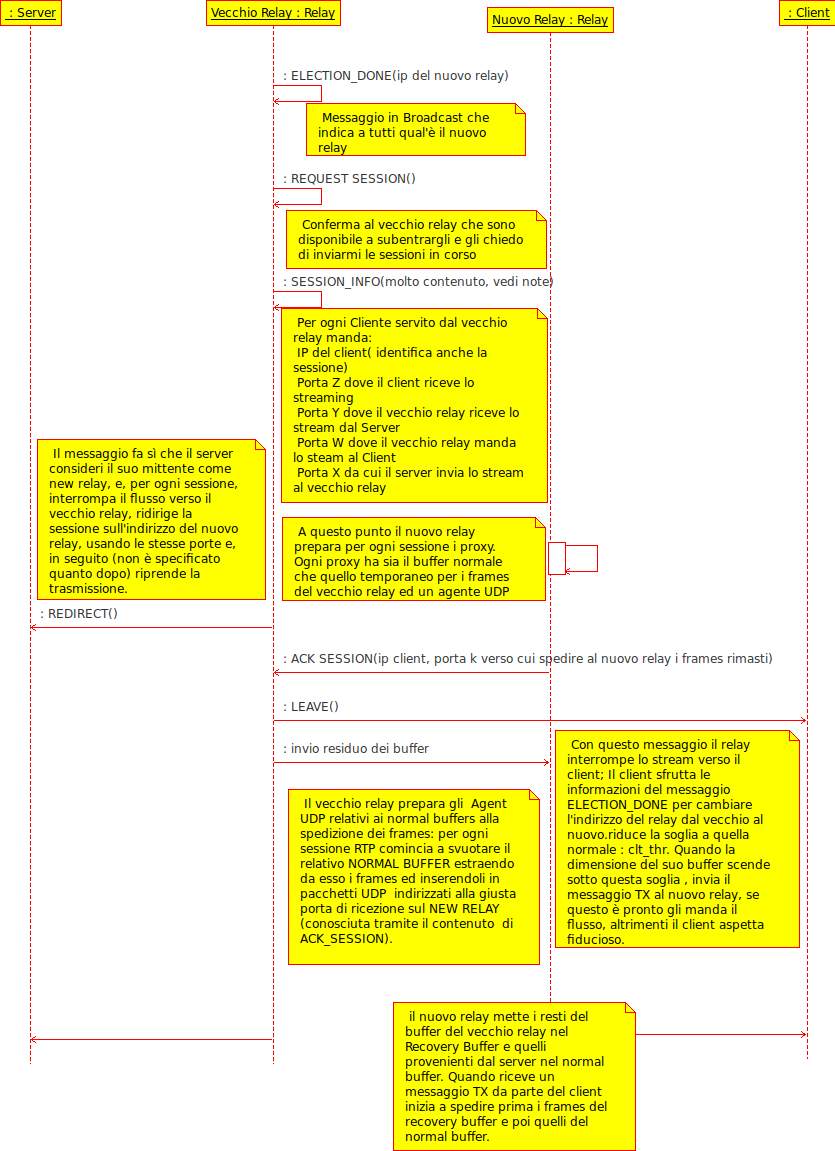 : Server
Vecchio Relay : Relay
Nuovo Relay : Relay
: Client
: ELECTION_DONE(ip del nuovo relay)
Messaggio in Broadcast che
indica a tutti qual'è il nuovo
relay
: REQUEST SESSION()
Conferma al vecchio relay che sono
disponibile a subentrargli e gli chiedo
di inviarmi le sessioni in corso
: SESSION_INFO(molto contenuto, vedi note)
Per ogni Cliente servito dal vecchio
relay manda:
IP del client( identifica anche la
sessione)
Porta Z dove il client riceve lo
streaming
Porta Y dove il vecchio relay riceve lo
stream dal Server
Porta W dove il vecchio relay manda
lo steam al Client
Porta X da cui il server invia lo stream
al vecchio relay
Il messaggio fa sì che il server
consideri il suo mittente come
new relay, e, per ogni sessione,
interrompa il flusso verso il
vecchio relay, ridirige la
sessione sull'indirizzo del nuovo
relay, usando le stesse porte e,
in seguito (non è specificato
quanto dopo) riprende la
trasmissione.
A questo punto il nuovo relay
prepara per ogni sessione i proxy.
Ogni proxy ha sia il buffer normale
che quello temporaneo per i frames
del vecchio relay ed un agente UDP
: REDIRECT()
: ACK SESSION(ip client, porta k verso cui spedire al nuovo relay i frames rimasti)
: LEAVE()
: invio residuo dei buffer
Con questo messaggio il relay
interrompe lo stream verso il
client; Il client sfrutta le
informazioni del messaggio
ELECTION_DONE per cambiare
l'indirizzo del relay dal vecchio al
nuovo.riduce la soglia a quella
normale : clt_thr. Quando la
dimensione del suo buffer scende
sotto questa soglia , invia il
messaggio TX al nuovo relay, se
questo è pronto gli manda il
flusso, altrimenti il client aspetta
fiducioso.
Il vecchio relay prepara gli  Agent
UDP relativi ai normal buffers alla
spedizione dei frames: per ogni
sessione RTP comincia a svuotare il
relativo NORMAL BUFFER estraendo
da esso i frames ed inserendoli in
pacchetti UDP  indirizzati alla giusta
porta di ricezione sul NEW RELAY
(conosciuta tramite il contenuto  di
ACK_SESSION).
il nuovo relay mette i resti del
buffer del vecchio relay nel
Recovery Buffer e quelli
provenienti dal server nel normal
buffer. Quando riceve un
messaggio TX da parte del client
inizia a spedire prima i frames del
recovery buffer e poi quelli del
normal buffer.